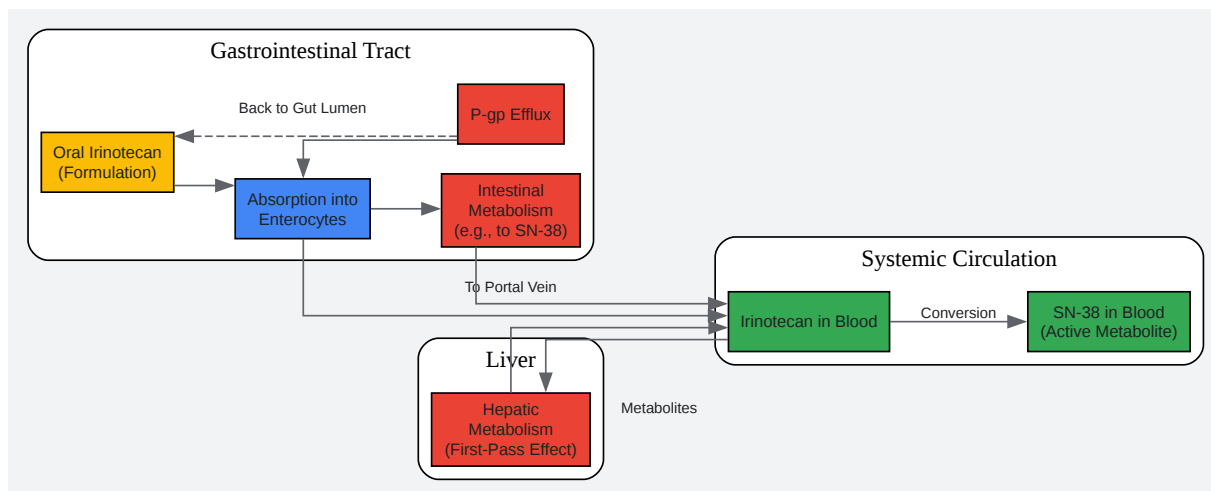 Gastrointestinal Tract
Back to Gut Lumen
P-gp Efflux
Oral Irinotecan
(Formulation)
Absorption into
Enterocytes
Intestinal
Metabolism
(e.g., to SN-38)
To Portal Vein
Systemic Circulation
Irinotecan in Blood
Conversion
SN-38 in Blood
(Active Metabolite)
Liver
Hepatic
Metabolism
(First-Pass Effect)
Metabolites